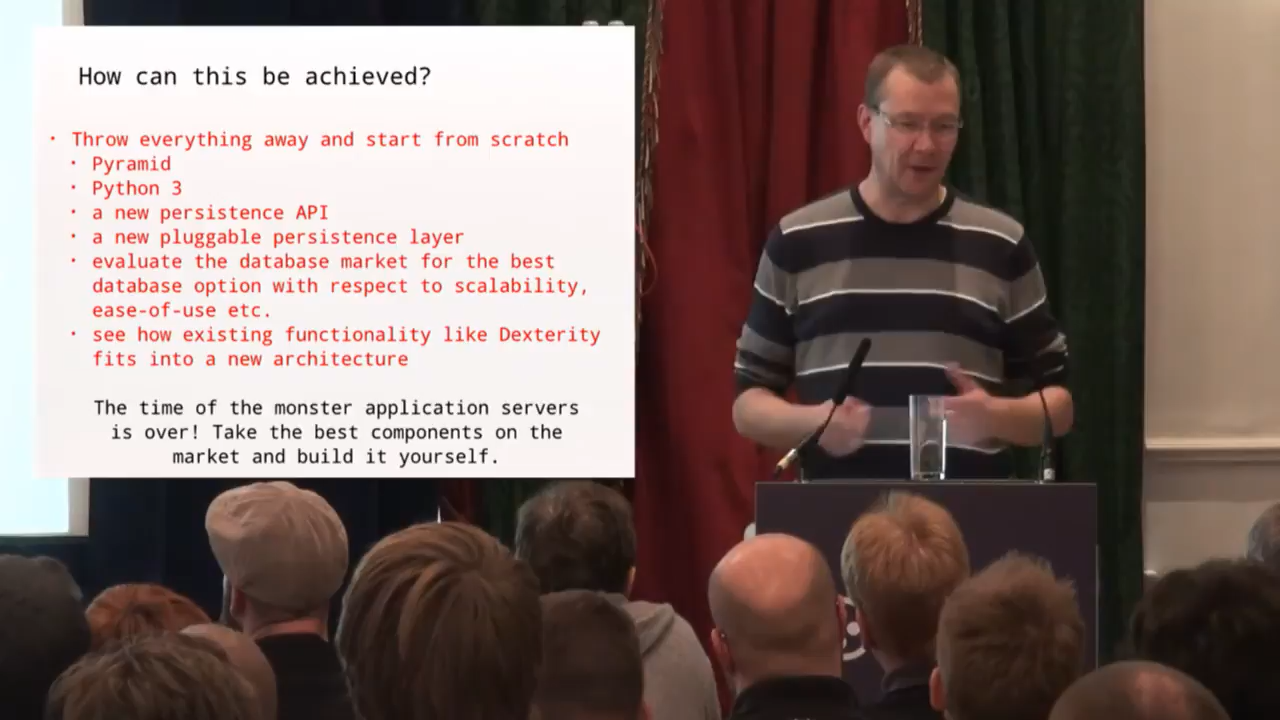 How can this be achieved?
• Throw everything away and start from scratch
• Pyramid
• Python 3
• a new persistence API
• a new pluggable persistence layer
• evaluate the database market for the best
database option with respect to scalability,
ease-of-use etc.
• see how existing functionality like Dexterity
fits into a new architecture
The time of the monster application servers
is over! Take the best components on the
market and build it yourself.